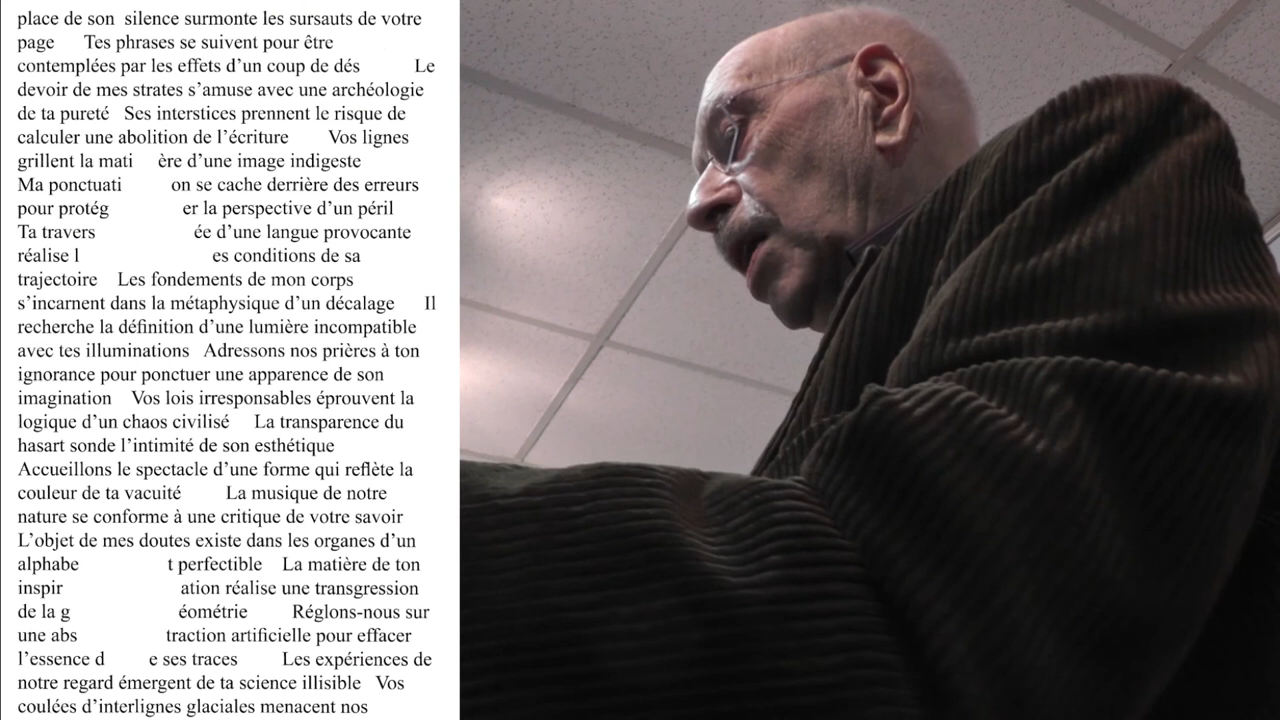 place de son silence surmonte les sursauts de votre
page Tes phrases se suivent pour être
contemplées par les effets d’un coup de dés Le
devoir de mes strates s’amuse avec une archéologie
de ta pureté Ses interstices prennent le risque de
calculer une abolition de l’écriture Vos lignes
grillent la mati ère d’une image indigeste
Ma ponctuati on se cache derrière des erreurs
pour protég er la perspective d’un péril
Ta travers ée d’une langue provocante
réalise l es conditions de sa
trajectoire Les fondements de mon corps
s’incarnent dans la métaphysique d’un décalage Il
recherche la définition d’une lumière incompatible
avec tes illuminations Adressons nos prières à ton
ignorance pour ponctuer une apparence de son
imagination Vos lois irresponsables éprouvent la
logique d’un chaos civilisé La transparence du
hasart sonde l’intimité de son esthétique
Accueillons le spectacle d’une forme qui reflète la
couleur de ta vacuité La musique de notre
nature se conforme à une critique de votre savoir
L’objet de mes doutes existe dans les organes d’un
alphabe t perfectible La matière de ton
inspir ation réalise une transgression
de la g éométrie Réglons-nous sur
une abs traction artificielle pour effacer
l’essence d e ses traces Les expériences de
notre regard émergent de ta science illisible Vos
coulées d’interlignes glaciales menacent nos